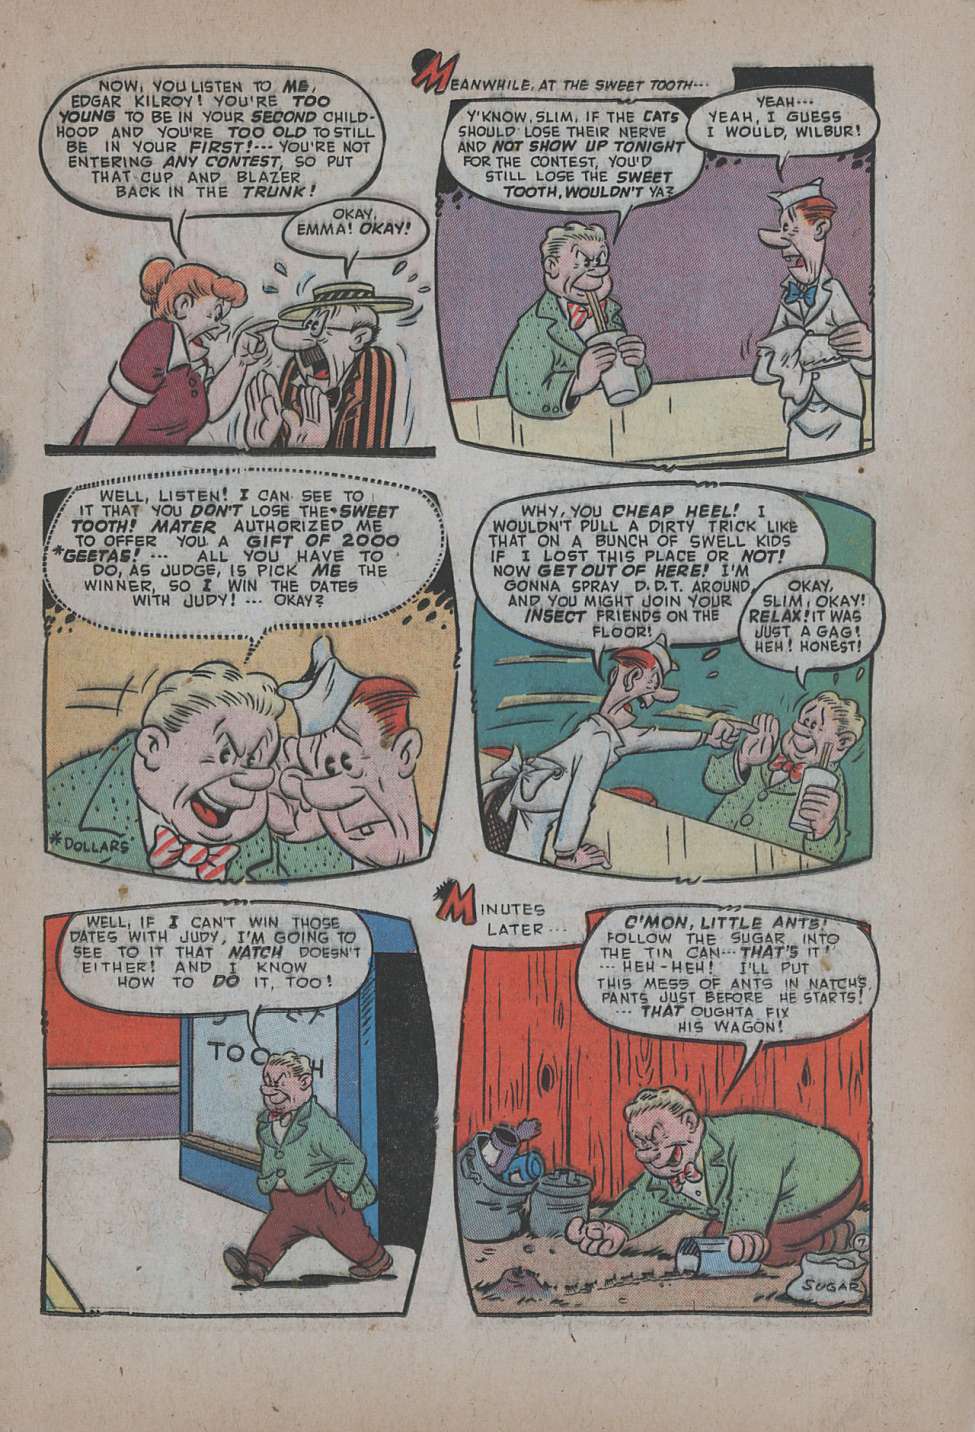 NOW, YOU LISTEN TO ME,
EDGAR KILROY! YOU'RE TOO
YOUNG TO BE IN YOUR SECOND CHILD-
HOOD AND YOU'RE TOO OLD TO STILL
BE IN YOUR FIRST!--- YOU'RE NOT
ENTERING ANY CONTEST, SO PUT
THAT CUP AND BLAZER
BACK IN THE TRUNK!
OKAY,
EMMA! OKAY!
MEANWHILE, AT THE SWEET TOOTH---
Y'KNOW, SLIM, IF THE CATS
SHOULD LOSE THEIR NERVE
AND NOT SHOW UP TONIGHT
FOR THE CONTEST, YOU'D
STILL LOSE THE SWEET
TOOTH, WOULDN'T YA?
YEAH---
YEAH, I GUESS
I WOULD, WILBUR!
WELL, LISTEN! I CAN SEE TO
IT THAT YOU DON'T LOSE THE SWEET
TOOTH! MATER AUTHORIZED ME
TO OFFER YOU A GIFT OF 2000
*GEETAS! --- ALL YOU HAVE TO
DO, AS JUDGE, IS PICK ME THE
WINNER, SO I WIN THE DATES
WITH JUDY! --- OKAY?
*DOLLARS
WHY, YOU CHEAP HEEL! I
WOULDN'T PULL A DIRTY TRICK LIKE
THAT ON A BUNCH OF SWELL KIDS
IF I LOST THIS PLACE OR NOT!
NOW GET OUT OF HERE! I'M
GONNA SPRAY D.D.T. AROUND,
AND YOU MIGHT JOIN YOUR
INSECT FRIENDS ON THE
FLOOR!
OKAY,
SLIM, OKAY!
RELAX! IT WAS
JUST A GAG!
HEH! HONEST!
WELL, IF I CAN'T WIN THOSE
DATES WITH JUDY, I'M GOING TO
SEE TO IT THAT NATCH DOESN'T
EITHER! AND I KNOW
HOW TO DO IT, TOO!
TOO H
MINUTES
LATER---
C'MON, LITTLE ANTS!
FOLLOW THE SUGAR INTO
THE TIN CAN--- THAT'S IT!
--- HEH-HEH! I'LL PUT
THIS MESS OF ANTS IN NATCH'S
PANTS JUST BEFORE HE STARTS!
--- THAT OUGHTA FIX
HIS WAGON!
7
SUGAR